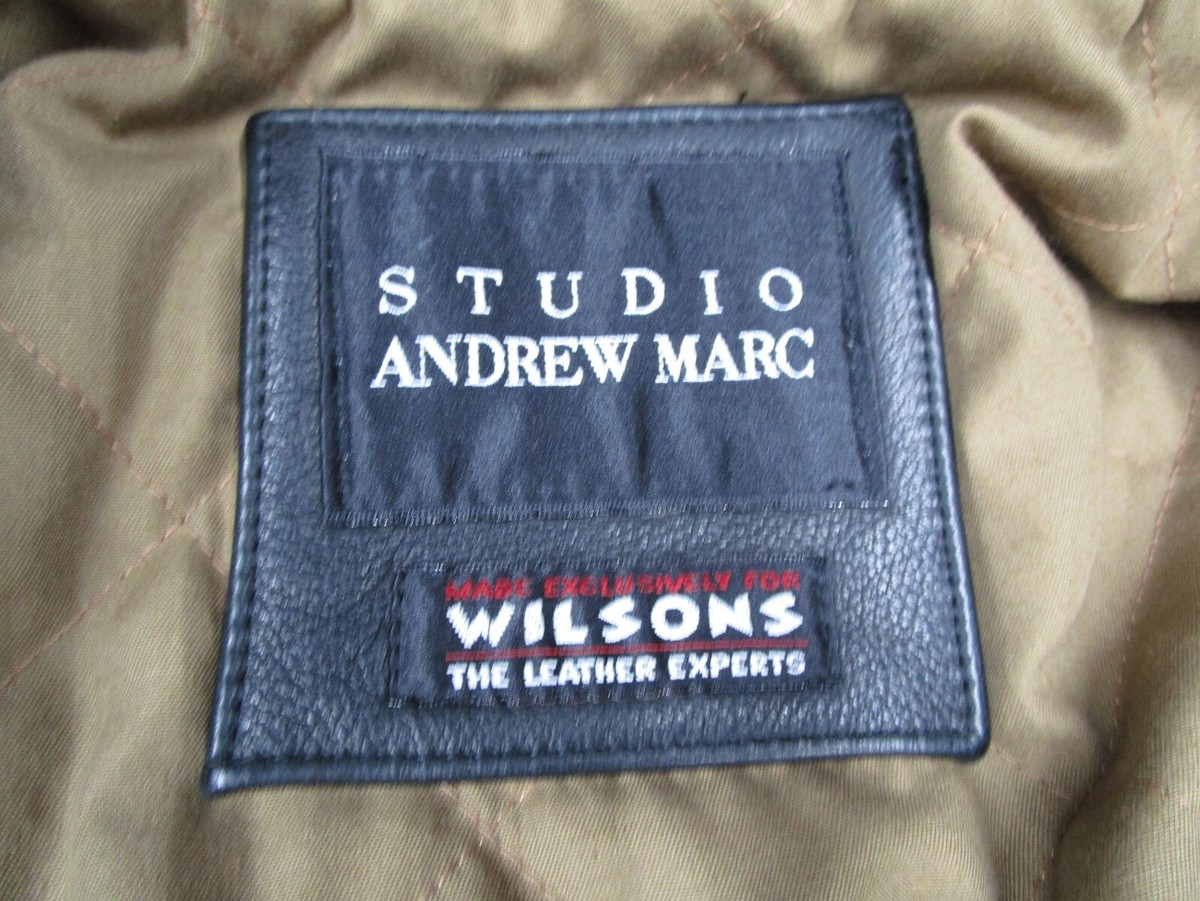 STUDIO
ANDREW MARC
MADE EXCLUSIVELY FOR
WILSONS
THE LEATHER EXPERTS